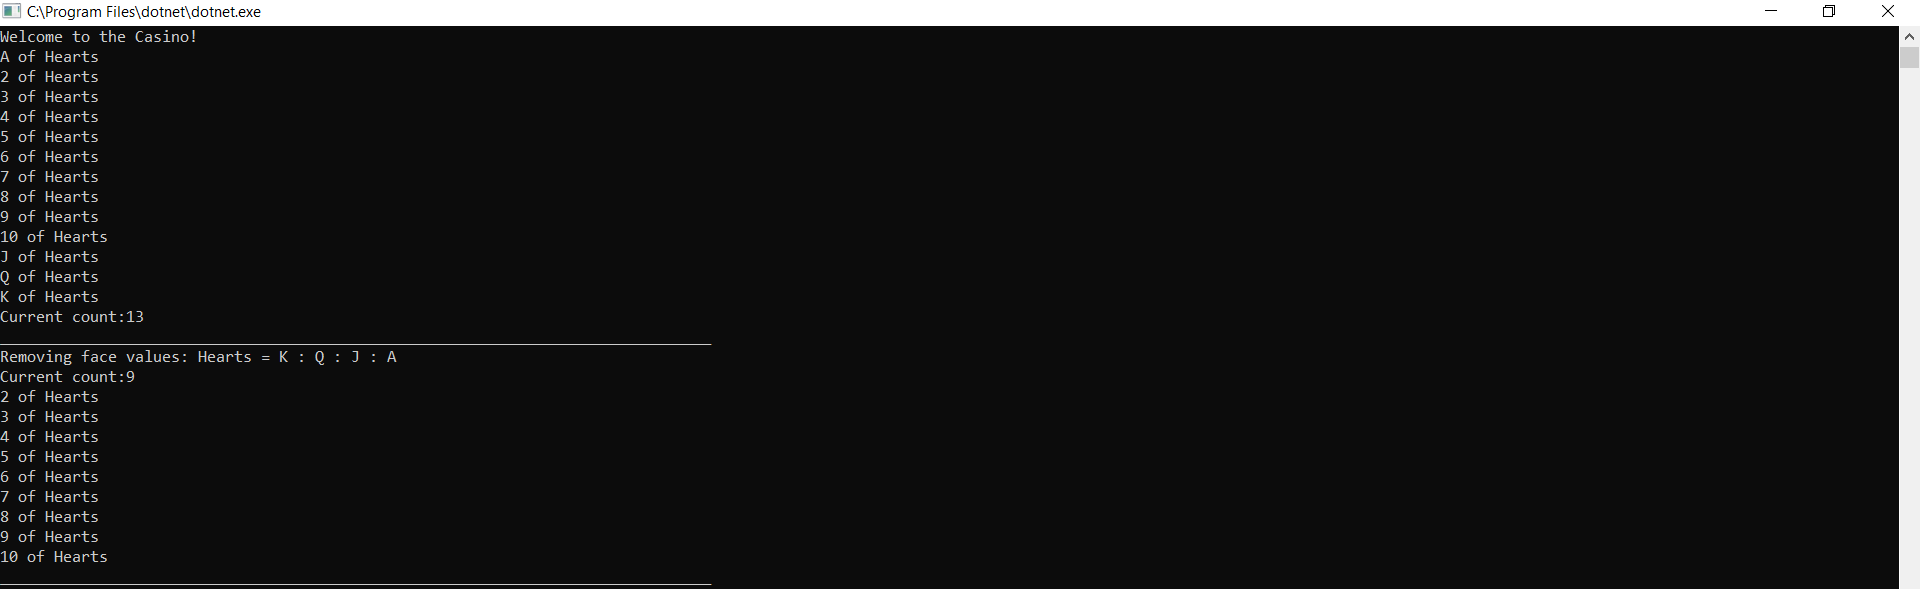 C:\Program Files\dotnet\dotnet.exe
Welcome to the Casino!
A of Hearts
2 of Hearts
3 of Hearts
4 of Hearts
5 of Hearts
6 of Hearts
7 of Hearts
8 of Hearts
9 of Hearts
10 of Hearts
J of Hearts
Q of Hearts
K of Hearts
Current count:13
_______________________________________________________________________________
Removing face values: Hearts = K : Q : J : A
Current count:9
2 of Hearts
3 of Hearts
4 of Hearts
5 of Hearts
6 of Hearts
7 of Hearts
8 of Hearts
9 of Hearts
10 of Hearts
_______________________________________________________________________________